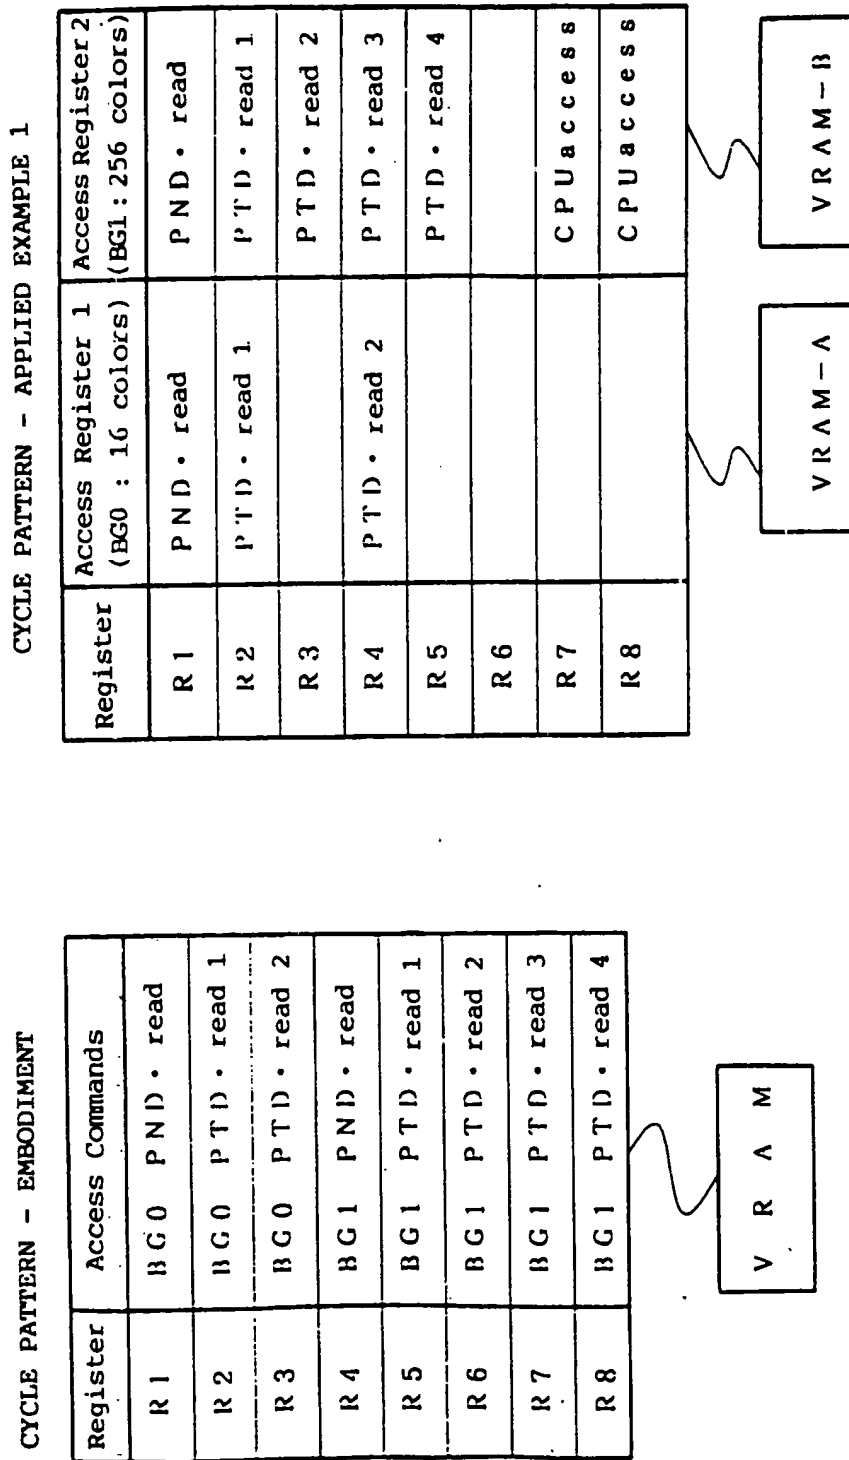 CYCLE PATTERN - EMBODIMENT
Register Access Commands
R1 BG0 PND・read
R2 BG0 PTD・read 1
R3 BG0 PTD・read 2
R4 BG1 PND・read
R5 BG1 PTD・read 1
R6 BG1 PTD・read 2
R7 BG1 PTD・read 3
R8 BG1 PTD・read 4
VRAM
CYCLE PATTERN - APPLIED EXAMPLE 1
Register Access Register 1 Access Register 2
(BG0 : 16 colors) (BG1 : 256 colors)
R1 PND・read PND・read
R2 PTD・read 1 PTD・read 1
R3 PTD・read 2
R4 PTD・read 2 PTD・read 3
R5 PTD・read 4
R6
R7 CPUaccess
R8 CPUaccess
VRAM-A VRAM-B